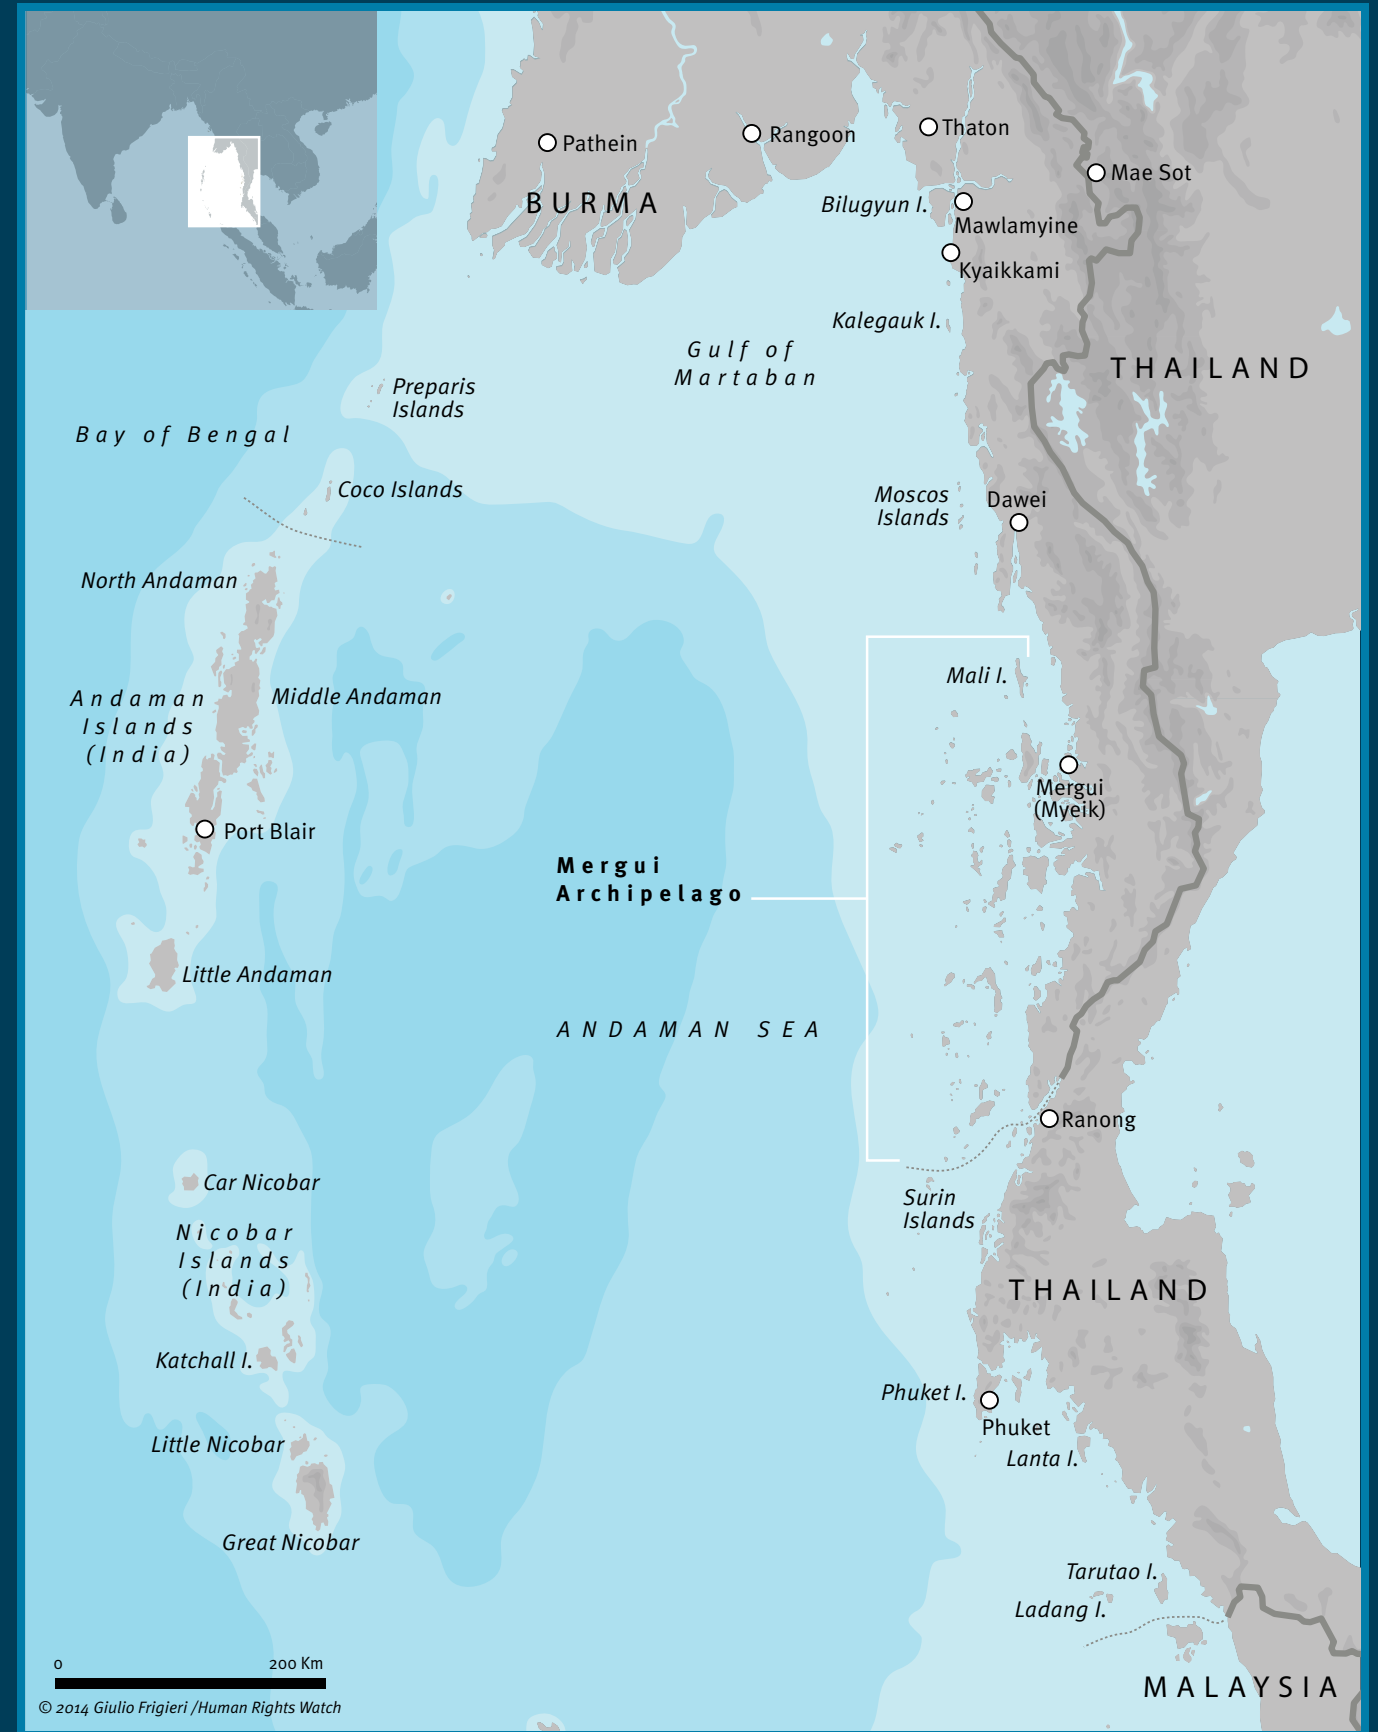 Pathein
Rangoon
Thaton
Mae Sot
BURMA
Bilugyun I.
Mawlamyine
Kyaikkami
Kalegauk I.
Gulf of
Martaban
THAILAND
Preparis
Islands
Bay of Bengal
Coco Islands
Moscos
Islands
Dawei
North Andaman
Mali I.
Andaman
Islands
(India)
Middle Andaman
Mergui
(Myeik)
Port Blair
Mergui
Archipelago
Little Andaman
ANDAMAN SEA
Ranong
Car Nicobar
Surin
Islands
Nicobar
Islands
(India)
THAILAND
Katchall I.
Phuket I.
Phuket
Little Nicobar
Lanta I.
Great Nicobar
Tarutao I.
Ladang I.
0 200 Km
MALAYSIA
© 2014 Giulio Frigieri /Human Rights Watch